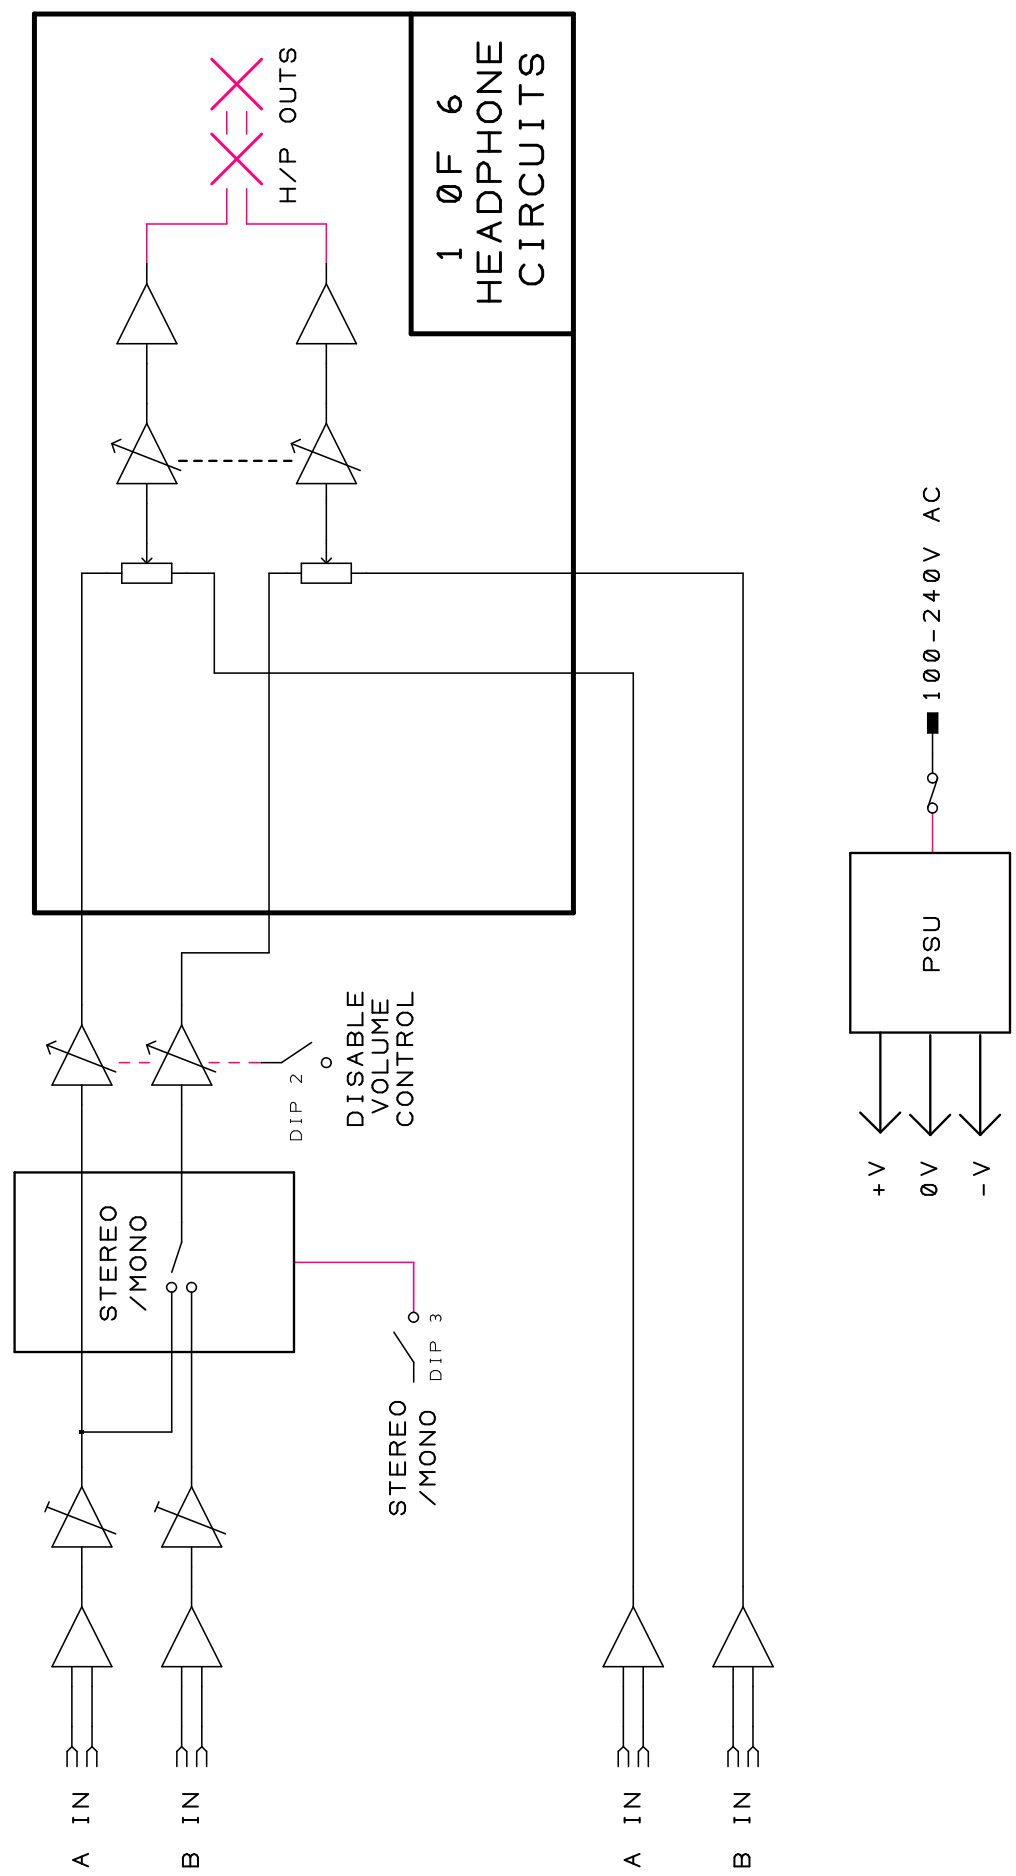 A IN
B IN
STEREO
/MONO
STEREO
/MONO
DIP 3
DIP 2
DISABLE
VOLUME
CONTROL
H/P OUTS
1 0F 6
HEADPHONE
CIRCUITS
A IN
B IN
+V
0V
-V
PSU
100-240V AC